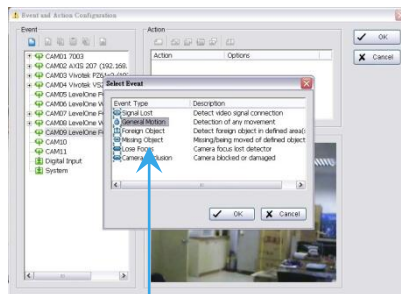 Event and Action Configuration
Event
Action
OK
Cancel
Action Options
CAM01 7003
CAM02 AXIS 207 (192.168.
CAM03 Vivotek
CAM04 Vivotek
CAM05 LevelOne
CAM06 LevelOne
CAM07 LevelOne
CAM08 LevelOne
CAM09 LevelOne
CAM10
CAM11
Digital Input
System
Select Event
Event Type Description
Signal Lost Detect video signal connection
General Motion Detection of any movement
Foreign Object Detect foreign object in defined area(
Missing Object Missing/being moved of defined object
Lose Focus Camera focus lost detector
Camera Occlusion Camera blocked or damaged
OK Cancel